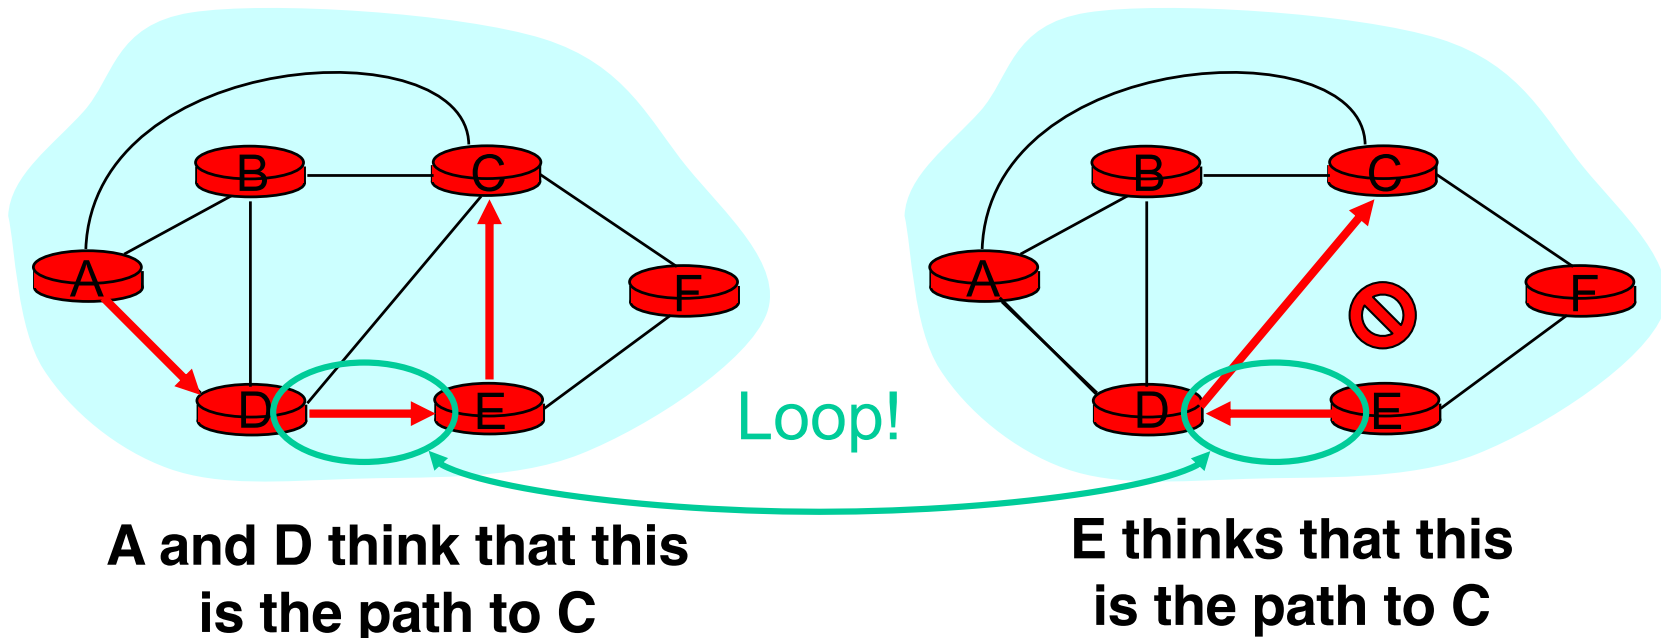 B
C
A
F
D
E
B
C
A
F
D
E
Loop!
A and D think that this
is the path to C
E thinks that this
is the path to C